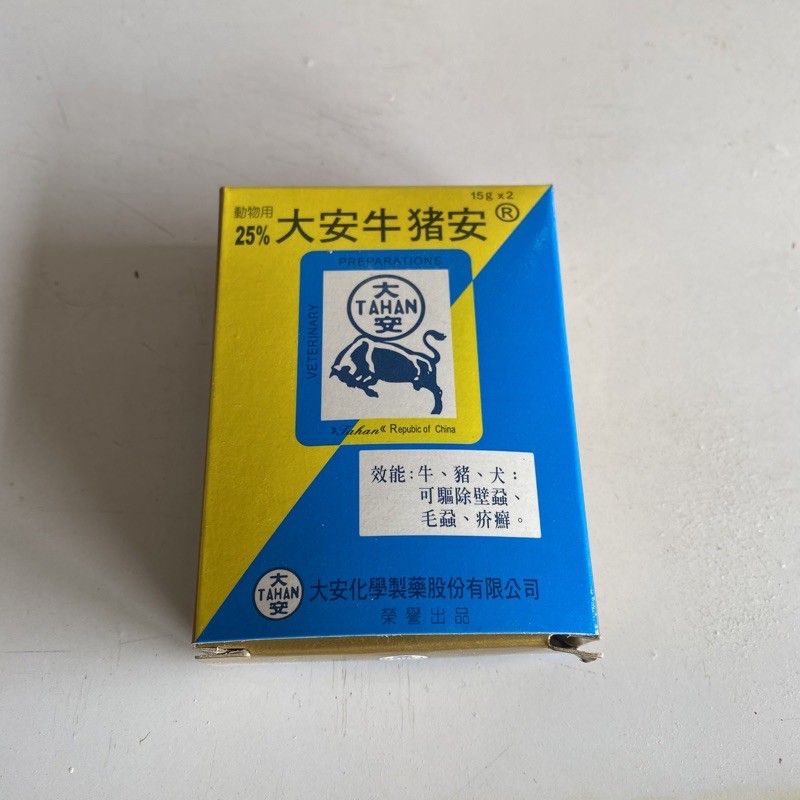 15g x2
動物用
25% 大安牛猪安®
PREPARATIONS
VETERINARY
大
TAHAN
安
»Tahan« Repubic of China
效能:牛、豬、犬:
可驅除壁蝨、
毛蝨、疥癬。
大
TAHAN
安
大安化學製藥股份有限公司
榮譽出品